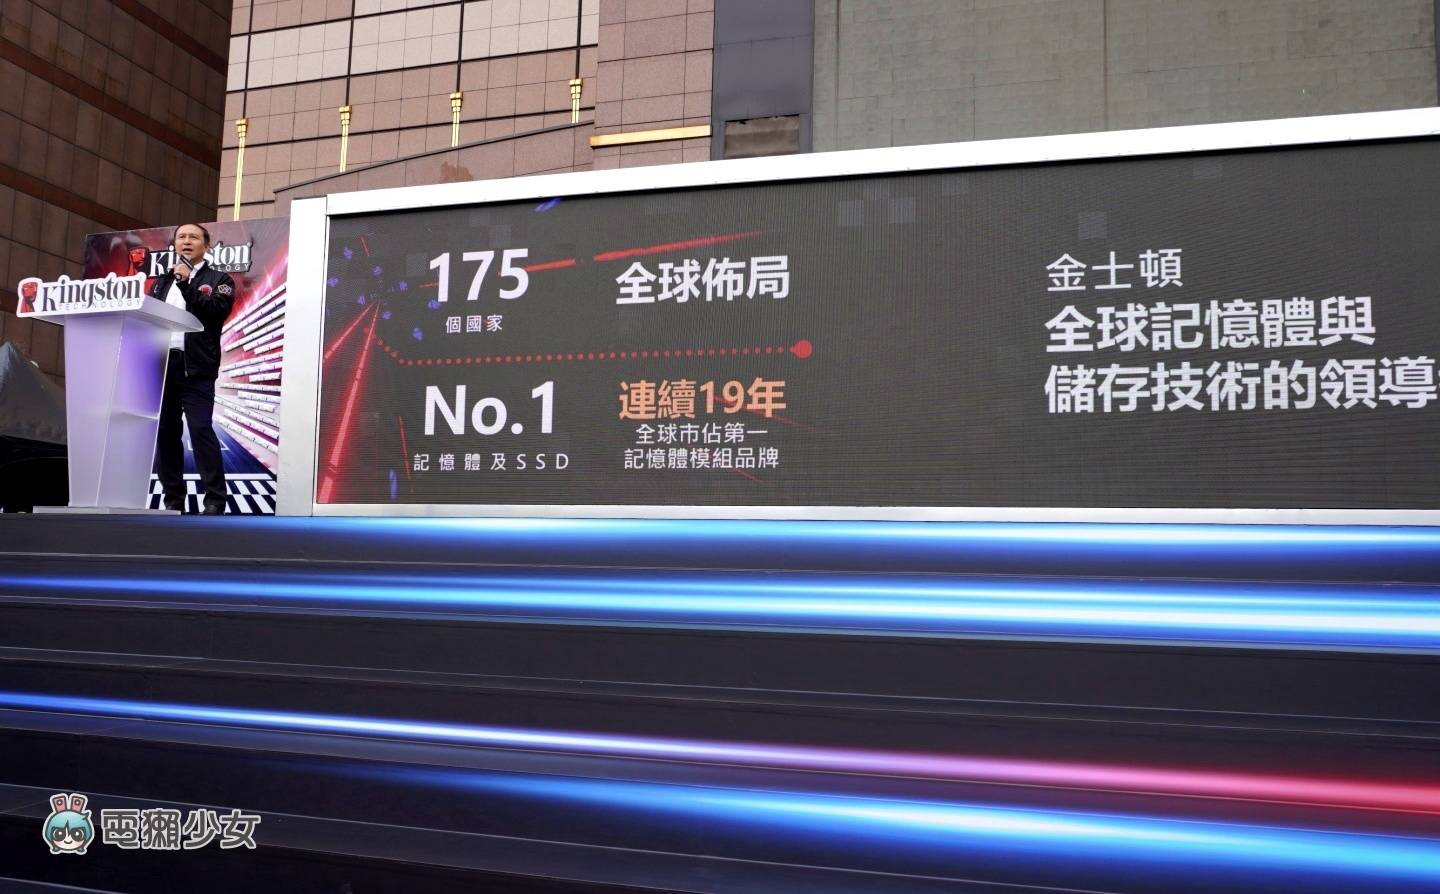 Kingston
TECHNOLOGY
175
個國家
全球佈局
No.1
記憶體及SSD
連續19年
全球市佔第一
記憶體模組品牌
金士頓
全球記憶體與
儲存技術的領導
電獺少女